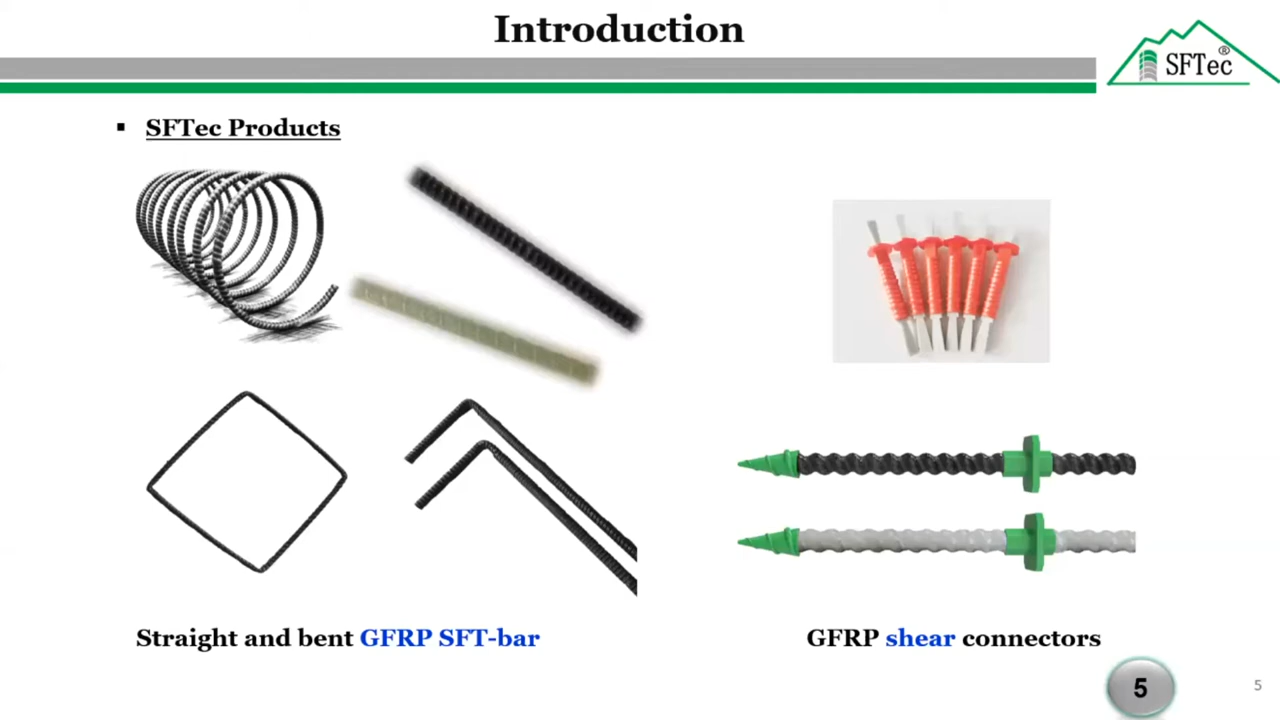 Introduction
SFTec®
▪ SFTec Products
Straight and bent GFRP SFT-bar
GFRP shear connectors
5
5